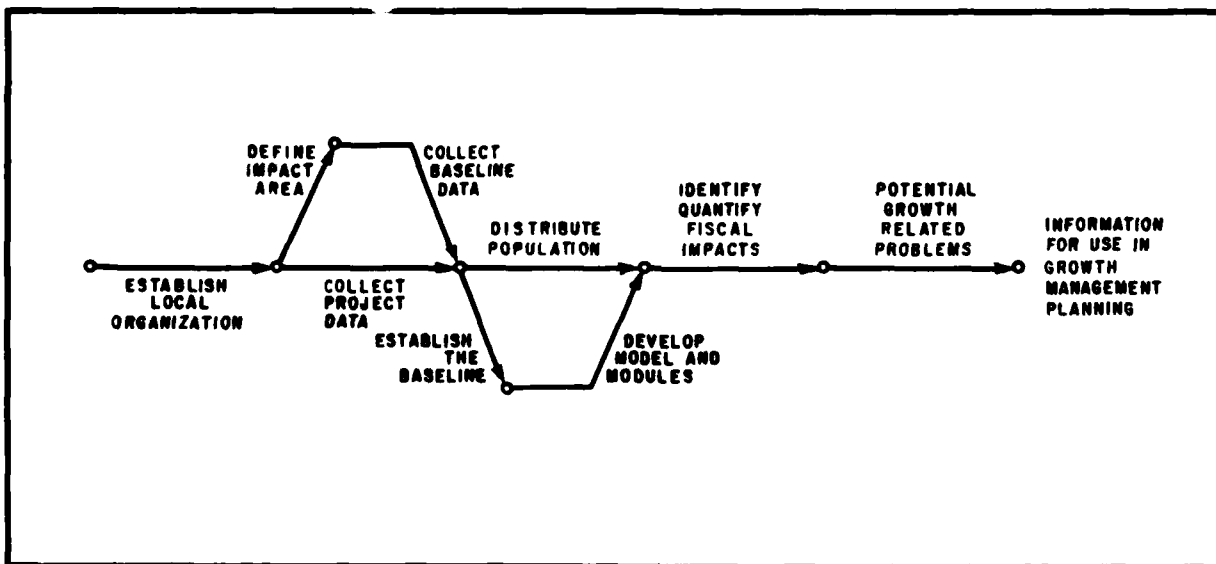 DEFINE
IMPACT
AREA
COLLECT
BASELINE
DATA
ESTABLISH
LOCAL
ORGANIZATION
COLLECT
PROJECT
DATA
DISTRIBUTE
POPULATION
ESTABLISH
THE
BASELINE
DEVELOP
MODEL AND
MODULES
IDENTIFY
QUANTIFY
FISCAL
IMPACTS
POTENTIAL
GROWTH
RELATED
PROBLEMS
INFORMATION
FOR USE IN
GROWTH
MANAGEMENT
PLANNING